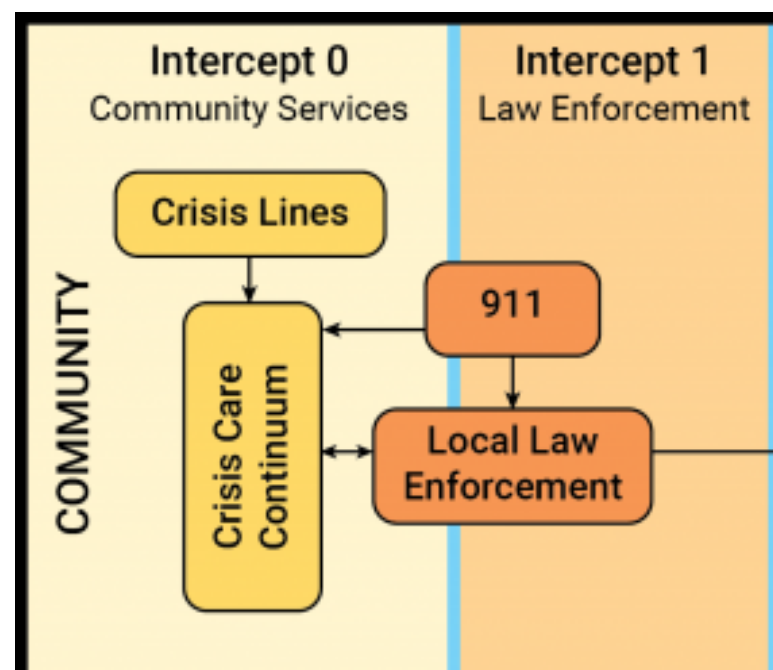 Intercept 0
Community Services
Intercept 1
Law Enforcement
COMMUNITY
Crisis Lines
911
Crisis Care
Continuum
Local Law
Enforcement